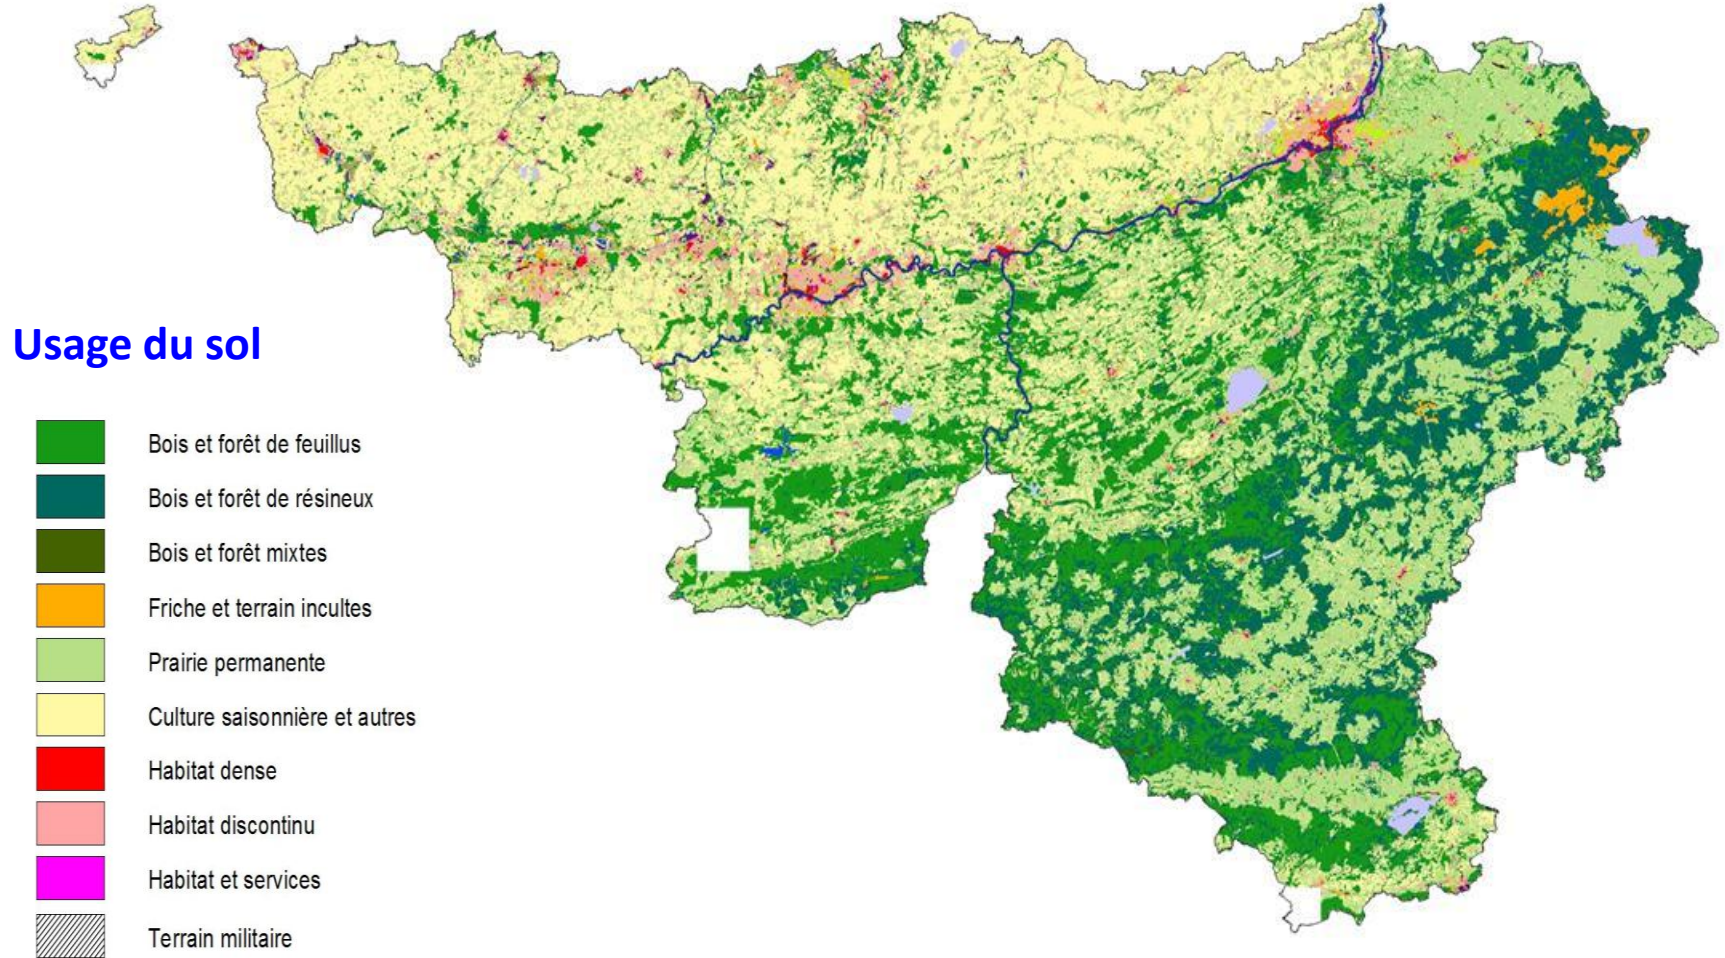 Usage du sol
Bois et forêt de feuillus
Bois et forêt de résineux
Bois et forêt mixtes
Friche et terrain incultes
Prairie permanente
Culture saisonnière et autres
Habitat dense
Habitat discontinu
Habitat et services
Terrain militaire